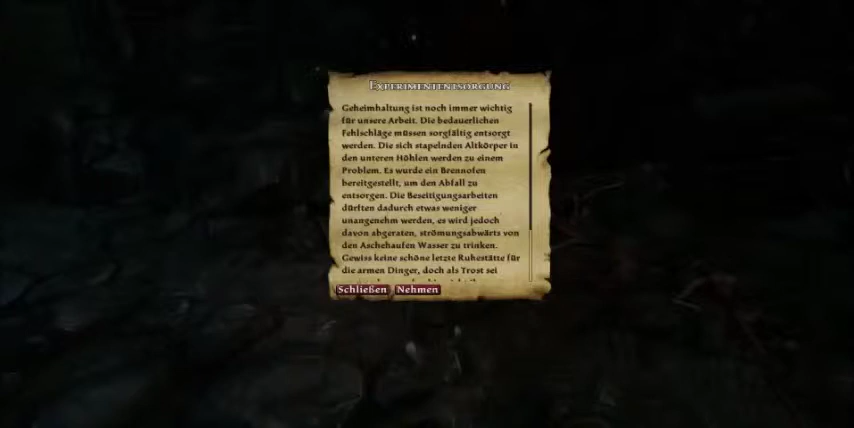 Experimententsorgung
Geheimhaltung ist noch immer wichtig
für unsere Arbeit. Die bedauerlichen
Fehlschläge müssen sorgfältig entsorgt
werden. Die sich stapelnden Altkörper in
den unteren Höhlen werden zu einem
Problem. Es wurde ein Brennofen
bereitgestellt, um den Abfall zu
entsorgen. Die Beseitigungsarbeiten
dürften dadurch etwas weniger
unangenehm werden, es wird jedoch
davon abgeraten, strömungsabwärts von
den Aschehaufen Wasser zu trinken.
Gewiss keine schöne letzte Ruhestätte für
die armen Dinger, doch als Trost sei
Schließen Nehmen